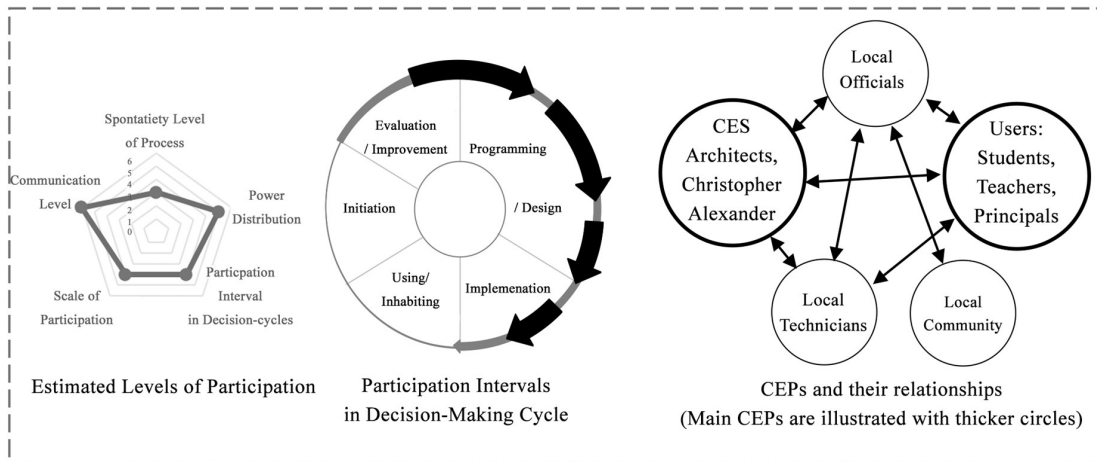 Spontatiety Level
of Process
6
5
4
3
2
1
0
Communication
Level
Power
Distribution
Scale of
Participation
Particpation
Interval
in Decision-cycles
Estimated Levels of Participation
Evaluation
/ Improvement
Programming
Initiation
/ Design
Using/
Inhabiting
Implemenation
Participation Intervals
in Decision-Making Cycle
Local
Officials
CES
Architects,
Christopher
Alexander
Users:
Students,
Teachers,
Principals
Local
Technicians
Local
Community
CEPs and their relationships
(Main CEPs are illustrated with thicker circles)